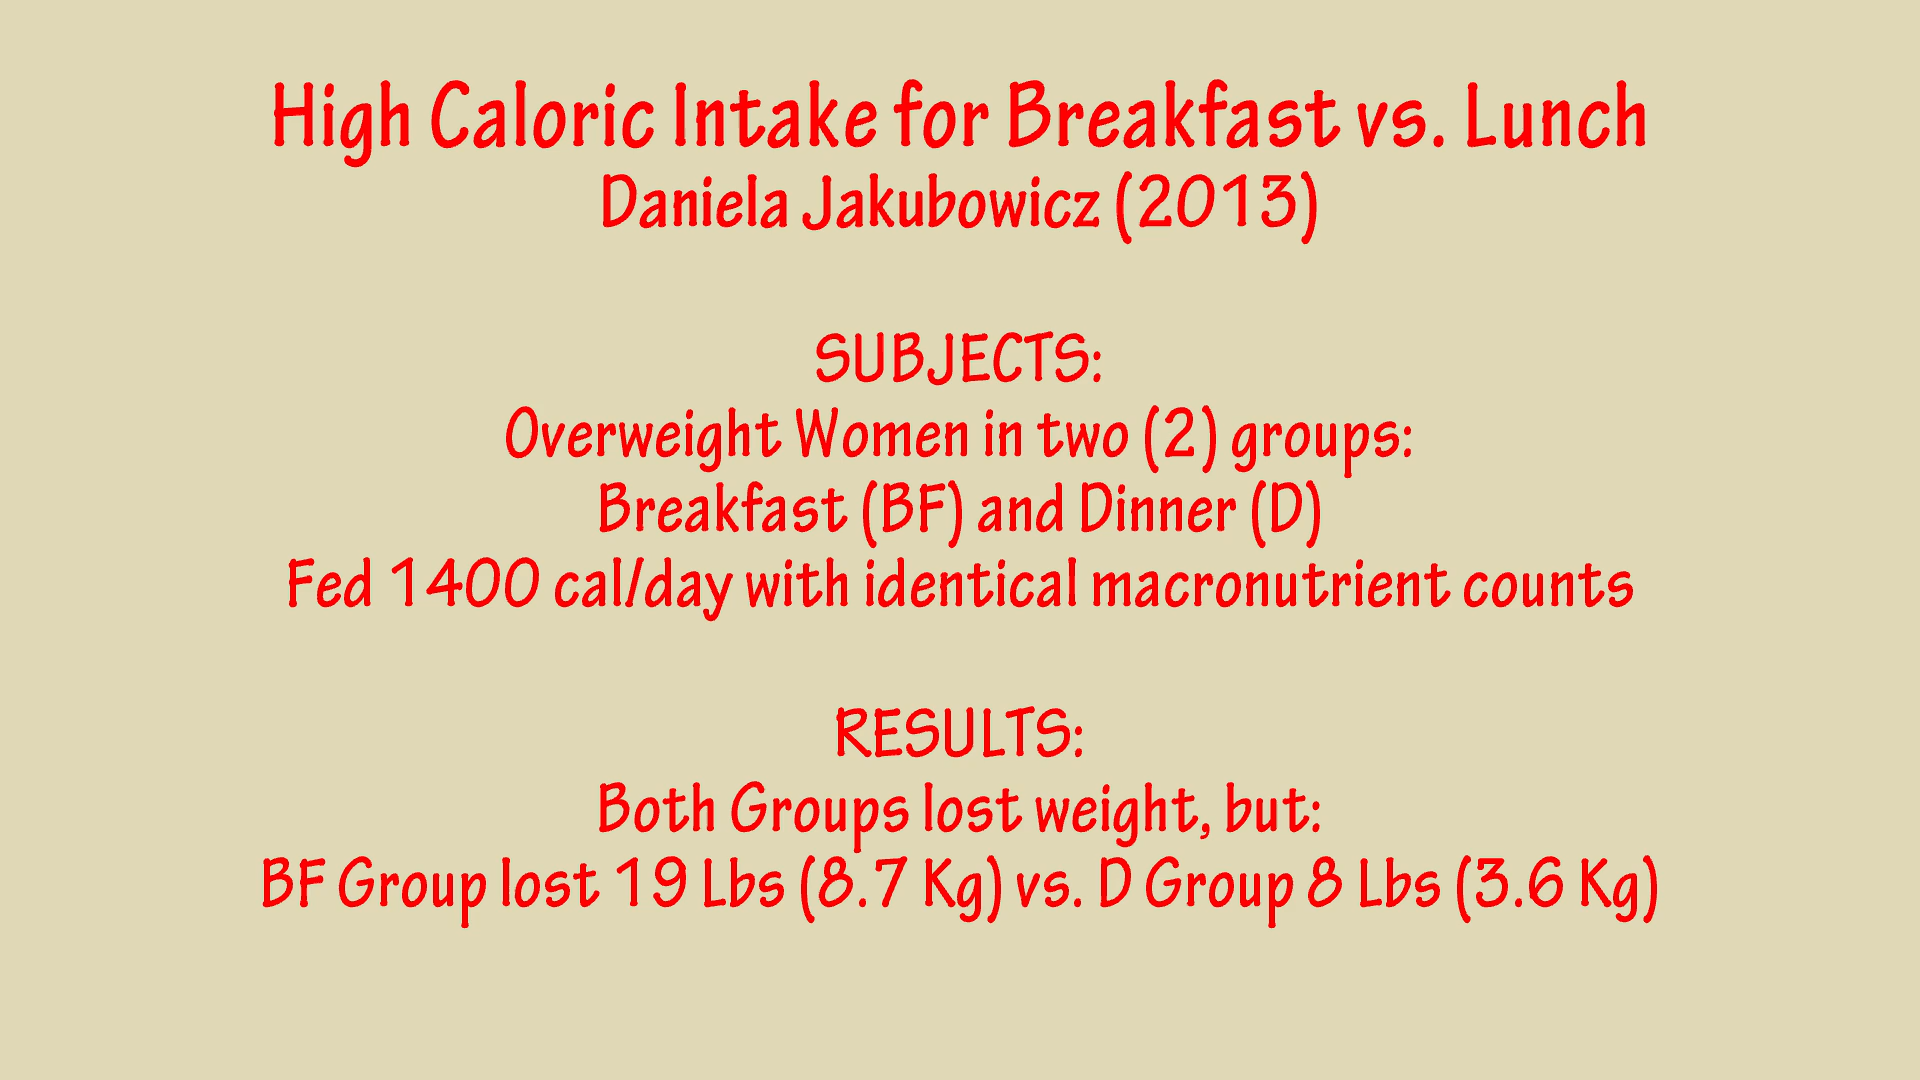 High Caloric Intake for Breakfast vs. Lunch
Daniela Jakubowicz (2013)
SUBJECTS:
Overweight Women in two (2) groups:
Breakfast (BF) and Dinner (D)
Fed 1400 cal/day with identical macronutrient counts
RESULTS:
Both Groups lost weight, but:
BF Group lost 19 Lbs (8.7 Kg) vs. D Group 8 Lbs (3.6 Kg)